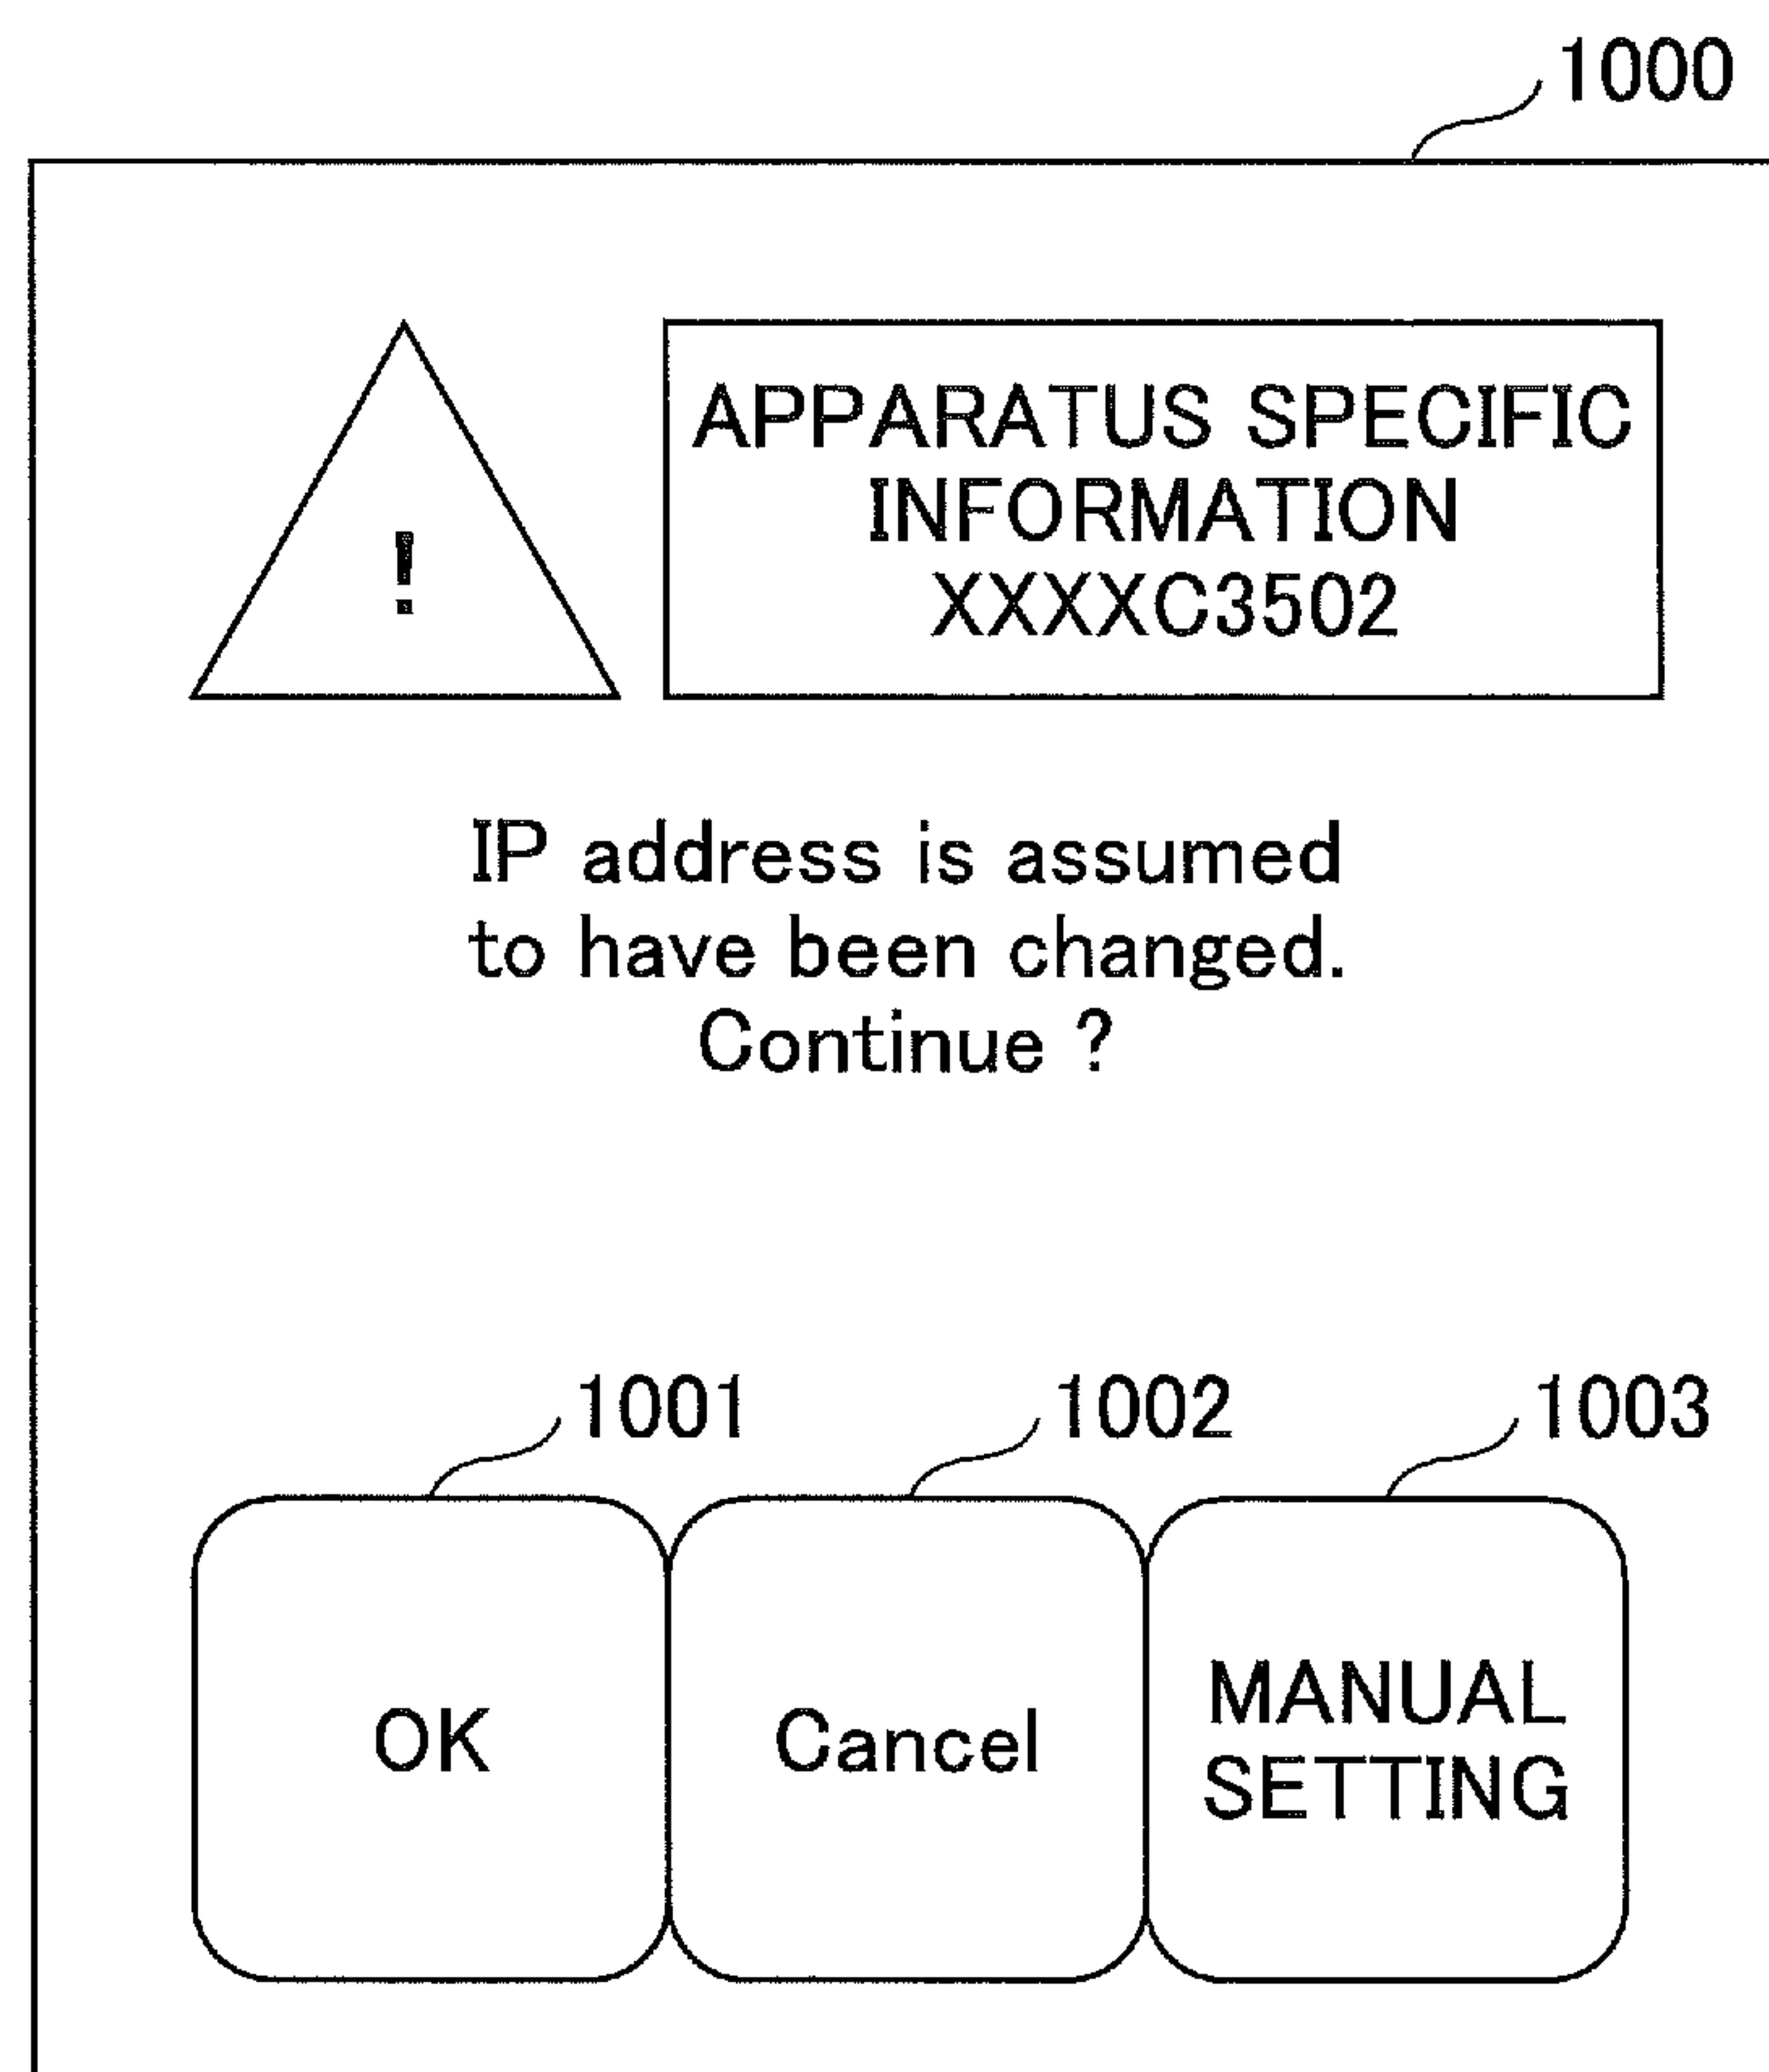 1000
!
APPARATUS SPECIFIC
INFORMATION
XXXXC3502
IP address is assumed
to have been changed.
Continue ?
1001
1002
1003
OK
Cancel
MANUAL
SETTING